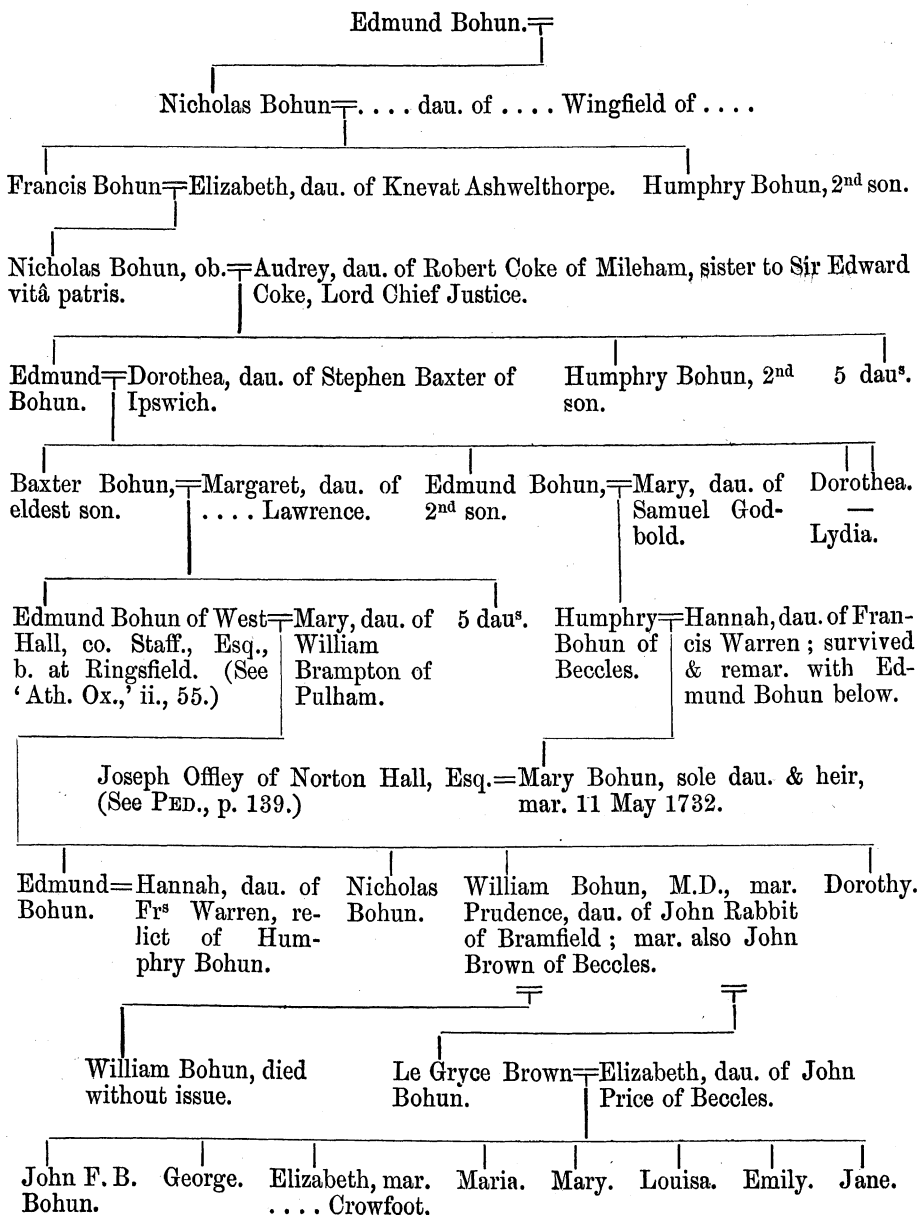 Edmund Bohun.
Nicholas Bohun= . . . . dau. of . . . . Wingfield of . . . .
Francis Bohun=Elizabeth, dau. of Knevat Ashwelthorpe. Humphry Bohun, 2nd son.
Nicholas Bohun, ob.
vitâ patris.
=Audrey, dau. of Robert Coke of Mileham, sister to Sir Edward
Coke, Lord Chief Justice.
Edmund
Bohun.
=Dorothea, dau. of Stephen Baxter of
Ipswich.
Humphry Bohun, 2nd
son.
5 daus.
Baxter Bohun,
eldest son.
=Margaret, dau. of
. . . . Lawrence.
Edmund Bohun,
2nd son.
=Mary, dau. of
Samuel God-
bold.
Dorothea.
—
Lydia.
Edmund Bohun of West
Hall, co. Staff., Esq.,
b. at Ringsfield. (See
‘Ath. Ox.,’ ii., 55.)
=Mary, dau. of
William
Brampton of
Pulham.
5 daus.
Humphry
Bohun of
Beccles.
=Hannah, dau. of Fran-
cis Warren ; survived
& remar. with Ed-
mund Bohun below.
Joseph Offley of Norton Hall, Esq.
(See PED., p. 139.)
=Mary Bohun, sole dau. & heir,
mar. 11 May 1732.
Edmund
Bohun.
=Hannah, dau. of
Frs Warren, re-
lict of Hum-
phry Bohun.
Nicholas
Bohun.
William Bohun, M.D., mar.
Prudence, dau. of John Rabbit
of Bramfield ; mar. also John
Brown of Beccles.
Dorothy.
William Bohun, died
without issue.
Le Gryce Brown
Bohun.
=Elizabeth, dau. of John
Price of Beccles.
John F. B.
Bohun.
George.
Elizabeth, mar.
. . . . Crowfoot.
Maria.
Mary.
Louisa.
Emily.
Jane.